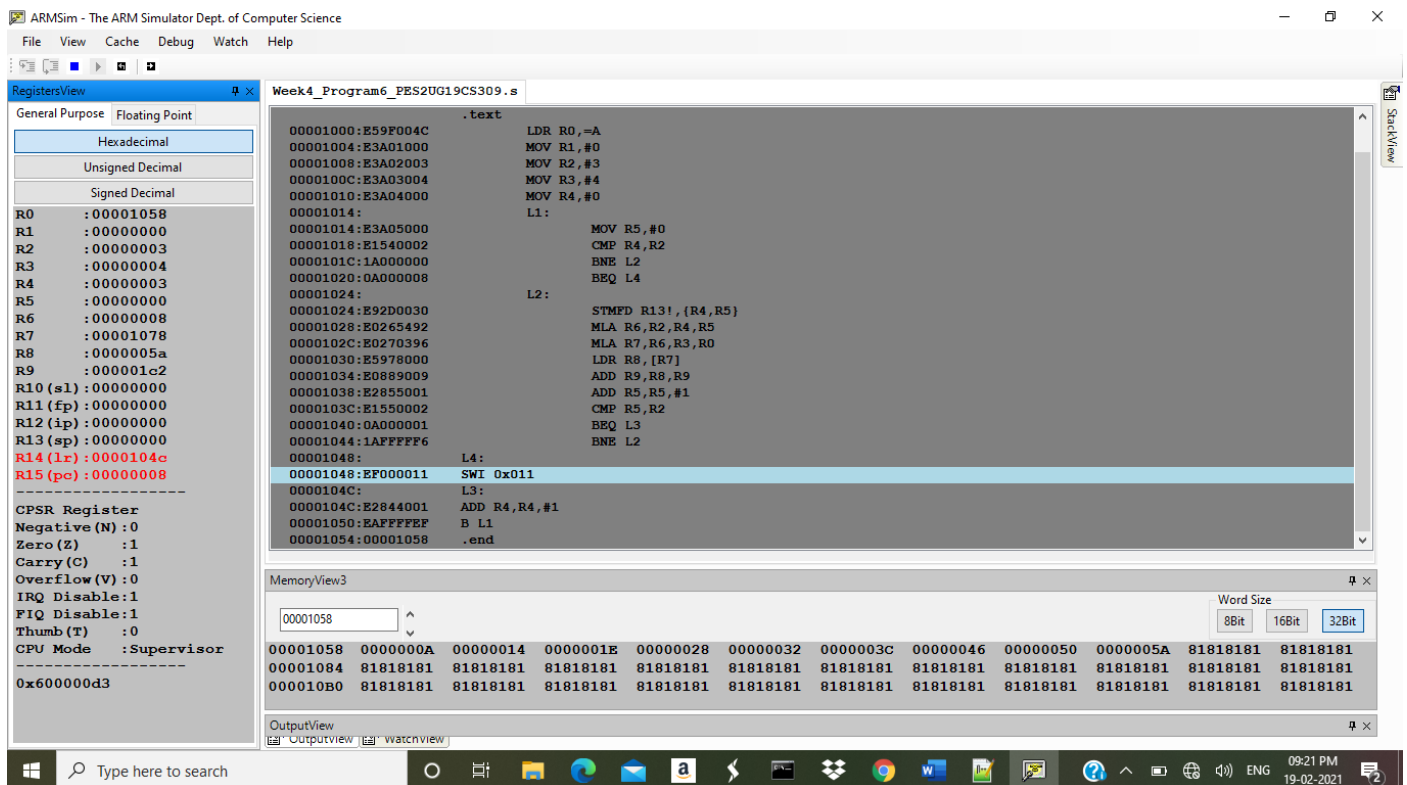 ARMSim - The ARM Simulator Dept. of Computer Science
File View Cache Debug Watch Help
RegistersView
General Purpose Floating Point
Hexadecimal
Unsigned Decimal
Signed Decimal
R0 :00001058
R1 :00000000
R2 :00000003
R3 :00000004
R4 :00000003
R5 :00000000
R6 :00000008
R7 :00001078
R8 :0000005a
R9 :000001c2
R10(sl):00000000
R11(fp):00000000
R12(ip):00000000
R13(sp):00000000
R14(lr):0000104c
R15(pc):00000008
-------------------
CPSR Register
Negative(N):0
Zero(Z) :1
Carry(C) :1
Overflow(V):0
IRQ Disable:1
FIQ Disable:1
Thumb(T) :0
CPU Mode :Supervisor
-------------------
0x600000d3
Week4_Program6_PES2UG19CS309.s
.text
00001000:E59F004C LDR R0,=A
00001004:E3A01000 MOV R1,#0
00001008:E3A02003 MOV R2,#3
0000100C:E3A03004 MOV R3,#4
00001010:E3A04000 MOV R4,#0
00001014: L1:
00001014:E3A05000 MOV R5,#0
00001018:E1540002 CMP R4,R2
0000101C:1A000000 BNE L2
00001020:0A000008 BEQ L4
00001024: L2:
00001024:E92D0030 STMFD R13!,{R4,R5}
00001028:E0265492 MLA R6,R2,R4,R5
0000102C:E0270396 MLA R7,R6,R3,R0
00001030:E5978000 LDR R8,[R7]
00001034:E0889009 ADD R9,R8,R9
00001038:E2855001 ADD R5,R5,#1
0000103C:E1550002 CMP R5,R2
00001040:0A000001 BEQ L3
00001044:1AFFFFF6 BNE L2
00001048: L4:
00001048:EF000011 SWI 0x011
0000104C: L3:
0000104C:E2844001 ADD R4,R4,#1
00001050:EAFFFFEF B L1
00001054:00001058 .end
StackView
MemoryView3
00001058
Word Size
8Bit 16Bit 32Bit
00001058 0000000A 00000014 0000001E 00000028 00000032 0000003C 00000046 00000050 0000005A 81818181 81818181
00001084 81818181 81818181 81818181 81818181 81818181 81818181 81818181 81818181 81818181 81818181 81818181
000010B0 81818181 81818181 81818181 81818181 81818181 81818181 81818181 81818181 81818181 81818181 81818181
OutputView
OutputView WatchView
Type here to search
ENG
09:21 PM
19-02-2021
2